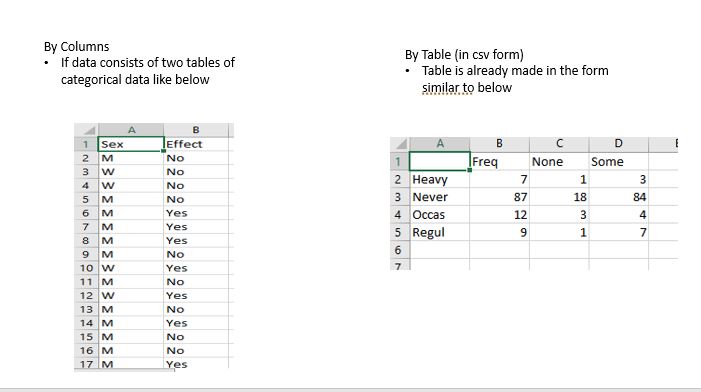 By Columns
• If data consists of two tables of
categorical data like below
A B
1 Sex Effect
2 M No
3 W No
4 W No
5 M No
6 M Yes
7 M Yes
8 M Yes
9 M No
10 W Yes
11 M No
12 W Yes
13 M No
14 M Yes
15 M No
16 M No
17 M Yes
By Table (in csv form)
• Table is already made in the form
similar to below
A B C D
1 Freq None Some
2 Heavy 7 1 3
3 Never 87 18 84
4 Occas 12 3 4
5 Regul 9 1 7
6
7